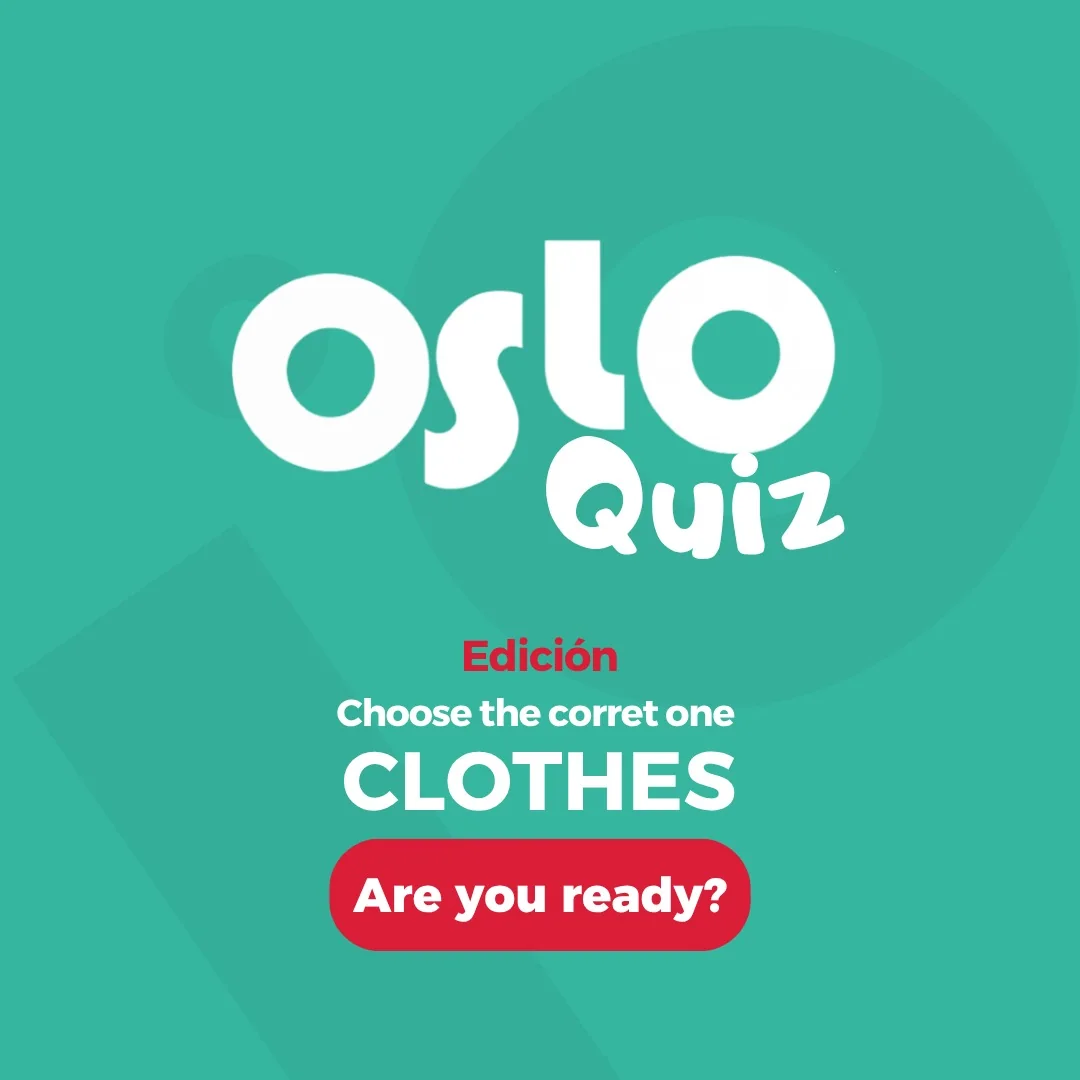 OSLO
Quiz
Edición
Choose the corret one
CLOTHES
Are you ready?